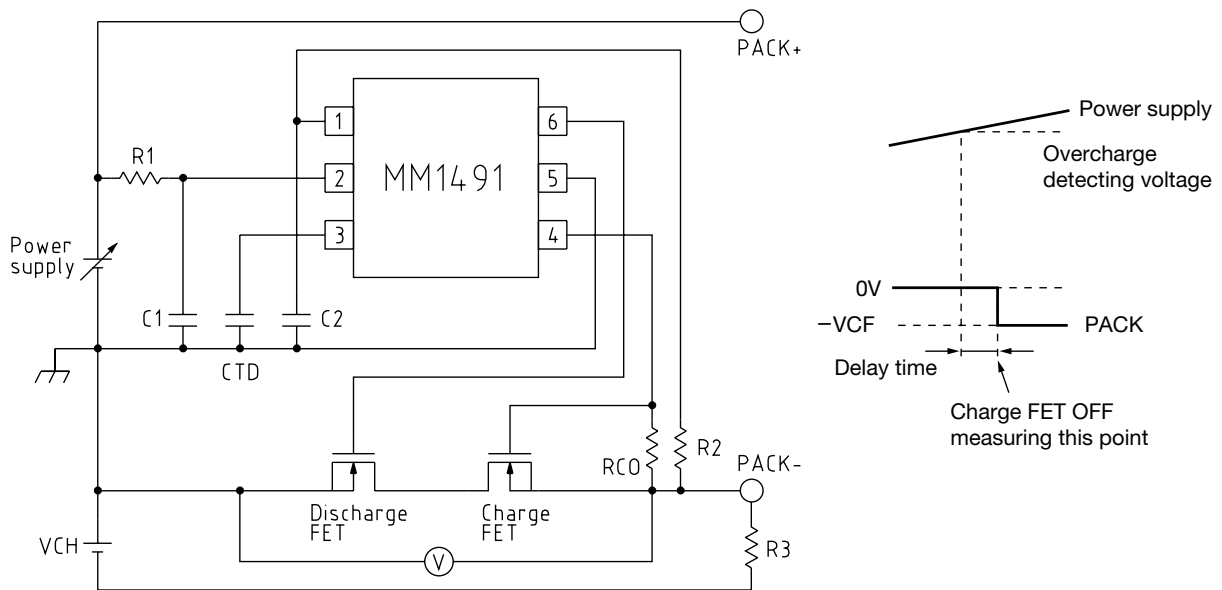 PACK+
1
6
R1
2
MM1491
5
3
4
Power
supply
C1
C2
CTD
RCO
R2
PACK-
Discharge
FET
Charge
FET
VCH
V
R3
Power supply
Overcharge
detecting voltage
0V
−VCF
PACK
Delay time
Charge FET OFF
measuring this point